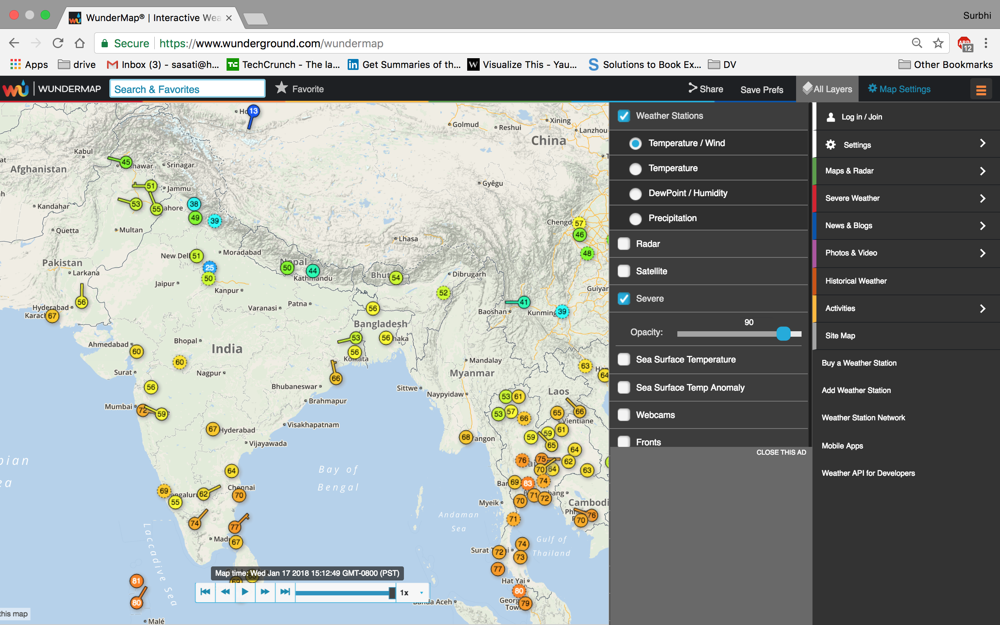 WunderMap® | Interactive Wea
Surbhi
Secure https://www.wunderground.com/wundermap
ABP 12
Apps drive Inbox (3) - sasati@h... TechCrunch - The la... Get Summaries of th... Visualize This - Yau... Solutions to Book Ex... DV Other Bookmarks
WUNDERMAP Search & Favorites Favorite Share Save Prefs All Layers Map Settings
Ho 13
Golmud
Xining
Reshui
Lanzhou
China
Kabul
at
Afghanistan
45 hawar
Srinagar
51
Jammu
Gyêgu
Kandahar
53
55 ahore
38
49
39
Quetta
Multan
Chengd 57
46
Lhasa
48
New Del 51
Moradabad
Pakistan
Larkana
25
50
Nepal
50
44
Kathmandu
Bhut 54
Dibrugarh
Jaipur
Kanpur
52
Guiyar
56
Hyderabad
Karach 67
Varanasi
Patna
56
41
Baoshan
Kunming 39
Bangladesh
Ahmedabad
60
Bhopal
India
53
56 haka
56
Kolkata
60
Mandalay
63
Surat
Nagpur
66
Myanmar
64
56
Bhubaneswar
Sittwe
Naypyidaw
Laos
Brahmapur
53 61
Mumbai
72
59
53 57
66
65
66
Vientiane
67 Hyderabad
Visakhapatnam
61
59
59
68 angon
Vijayawada
65
64
64
Bay of
Bengal
76
75
62
70
64
63
Chennai
70
69
engalur 62
55
69
83
74
71
72
70
Myeik
Cambodi
74
77
Andaman
Sea
71
76
70
Madu 67
74
Gulf of
Thailand
Surat
72
73
77
Laccadive Sea
Map time: Wed Jan 17 2018 15:12:49 GMT-0800 (PST)
81
80
1x
Hat Yai
80
Georg
Tow
79
this map
Malé
Weather Stations
Temperature / Wind
Temperature
DewPoint / Humidity
Precipitation
Radar
Satellite
Severe
90
Opacity:
Sea Surface Temperature
Sea Surface Temp Anomaly
Webcams
Fronts
CLOSE THIS AD
Log in / Join
Settings
Maps & Radar
Severe Weather
News & Blogs
Photos & Video
Historical Weather
Activities
Site Map
Buy a Weather Station
Add Weather Station
Weather Station Network
Mobile Apps
Weather API for Developers